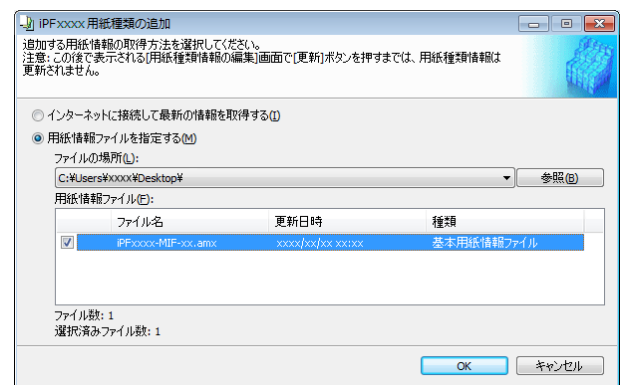 iPFxxxx 用紙種類の追加
追加する用紙情報の取得方法を選択してください。
注意: この後で表示される[用紙種類情報の編集]画面で[更新]ボタンを押すまでは、用紙種類情報は
更新されません。
インターネットに接続して最新の情報を取得する(I)
用紙情報ファイルを指定する(M)
ファイルの場所(L):
C:¥Users¥xxxx¥Desktop¥ 参照(B)
用紙情報ファイル(F):
ファイル名 更新日時 種類
iPFxxxx-MIF-xx.amx xxxx/xx/xx xx:xx 基本用紙情報ファイル
ファイル数: 1
選択済みファイル数: 1
OK キャンセル